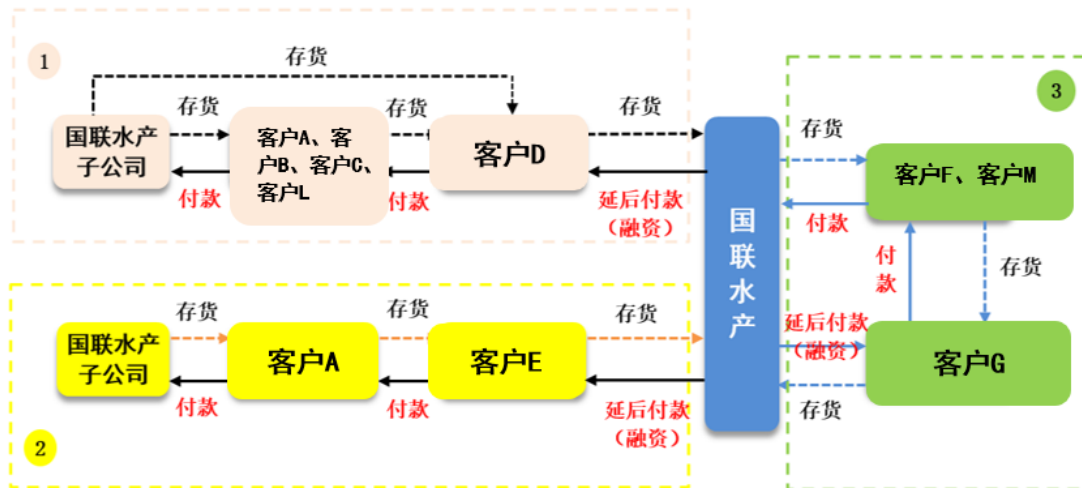 1
存货
存货
存货
存货
国联水产
子公司
客户A、客
户B、客户C、
客户L
客户D
付款
付款
延后付款
（融资）
2
存货
存货
存货
国联水产
子公司
客户A
客户E
付款
付款
延后付款
（融资）
国
联
水
产
3
存货
客户F、客户M
付款
付
款
存货
延后付款
（融资）
客户G
存货